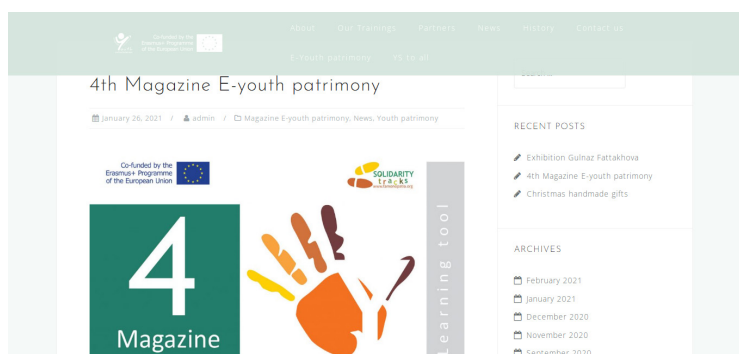 About Our Trainings Partners News History Contact us
Co-funded by the
Erasmus+ Programme
of the European Union
E-Youth patrimony YS to all
4th Magazine E-youth patrimony
January 26, 2021 / admin / Magazine E-youth patrimony, News, Youth patrimony
Co-funded by the
Erasmus+ Programme
of the European Union
SOLIDARITY
tracks
4
Magazine
Learning tool
RECENT POSTS
Exhibition Gulnaz Fattakhova
4th Magazine E-youth patrimony
Christmas handmade gifts
ARCHIVES
February 2021
January 2021
December 2020
November 2020
September 2020